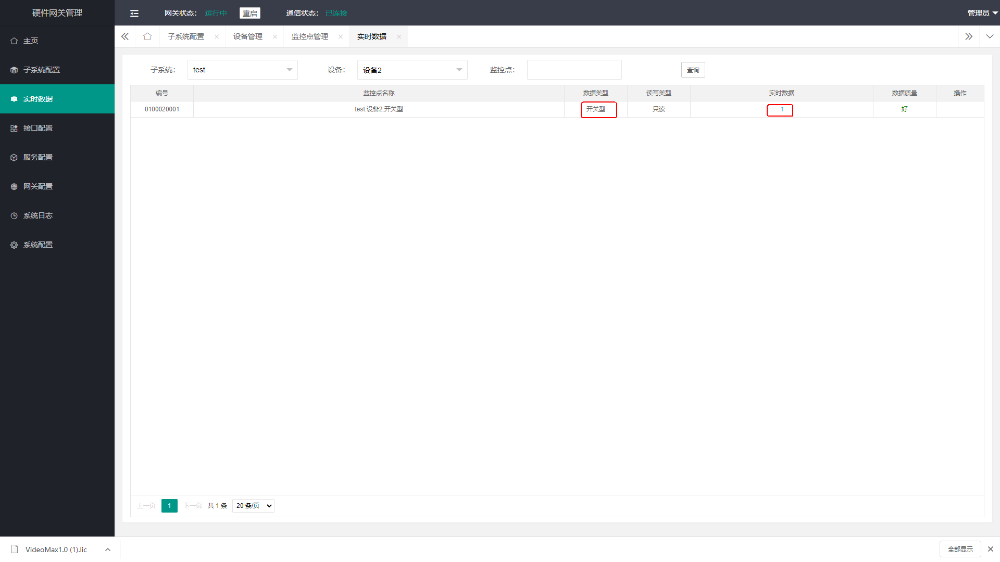 硬件网关管理
网关状态： 运行中 重启 通信状态： 已连接 管理员
主页
子系统配置
实时数据
接口配置
服务配置
网关配置
系统日志
系统配置
子系统配置 设备管理 监控点管理 实时数据
子系统： test 设备： 设备2 监控点： 查询
编号 监控点名称 数据类型 读写类型 实时数据 数据质量 操作
0100020001 test.设备2.开关型 开关型 只读 1 好
上一页 1 下一页 共 1 条 20 条/页
VideoMax1.0 (1).lic 全部显示